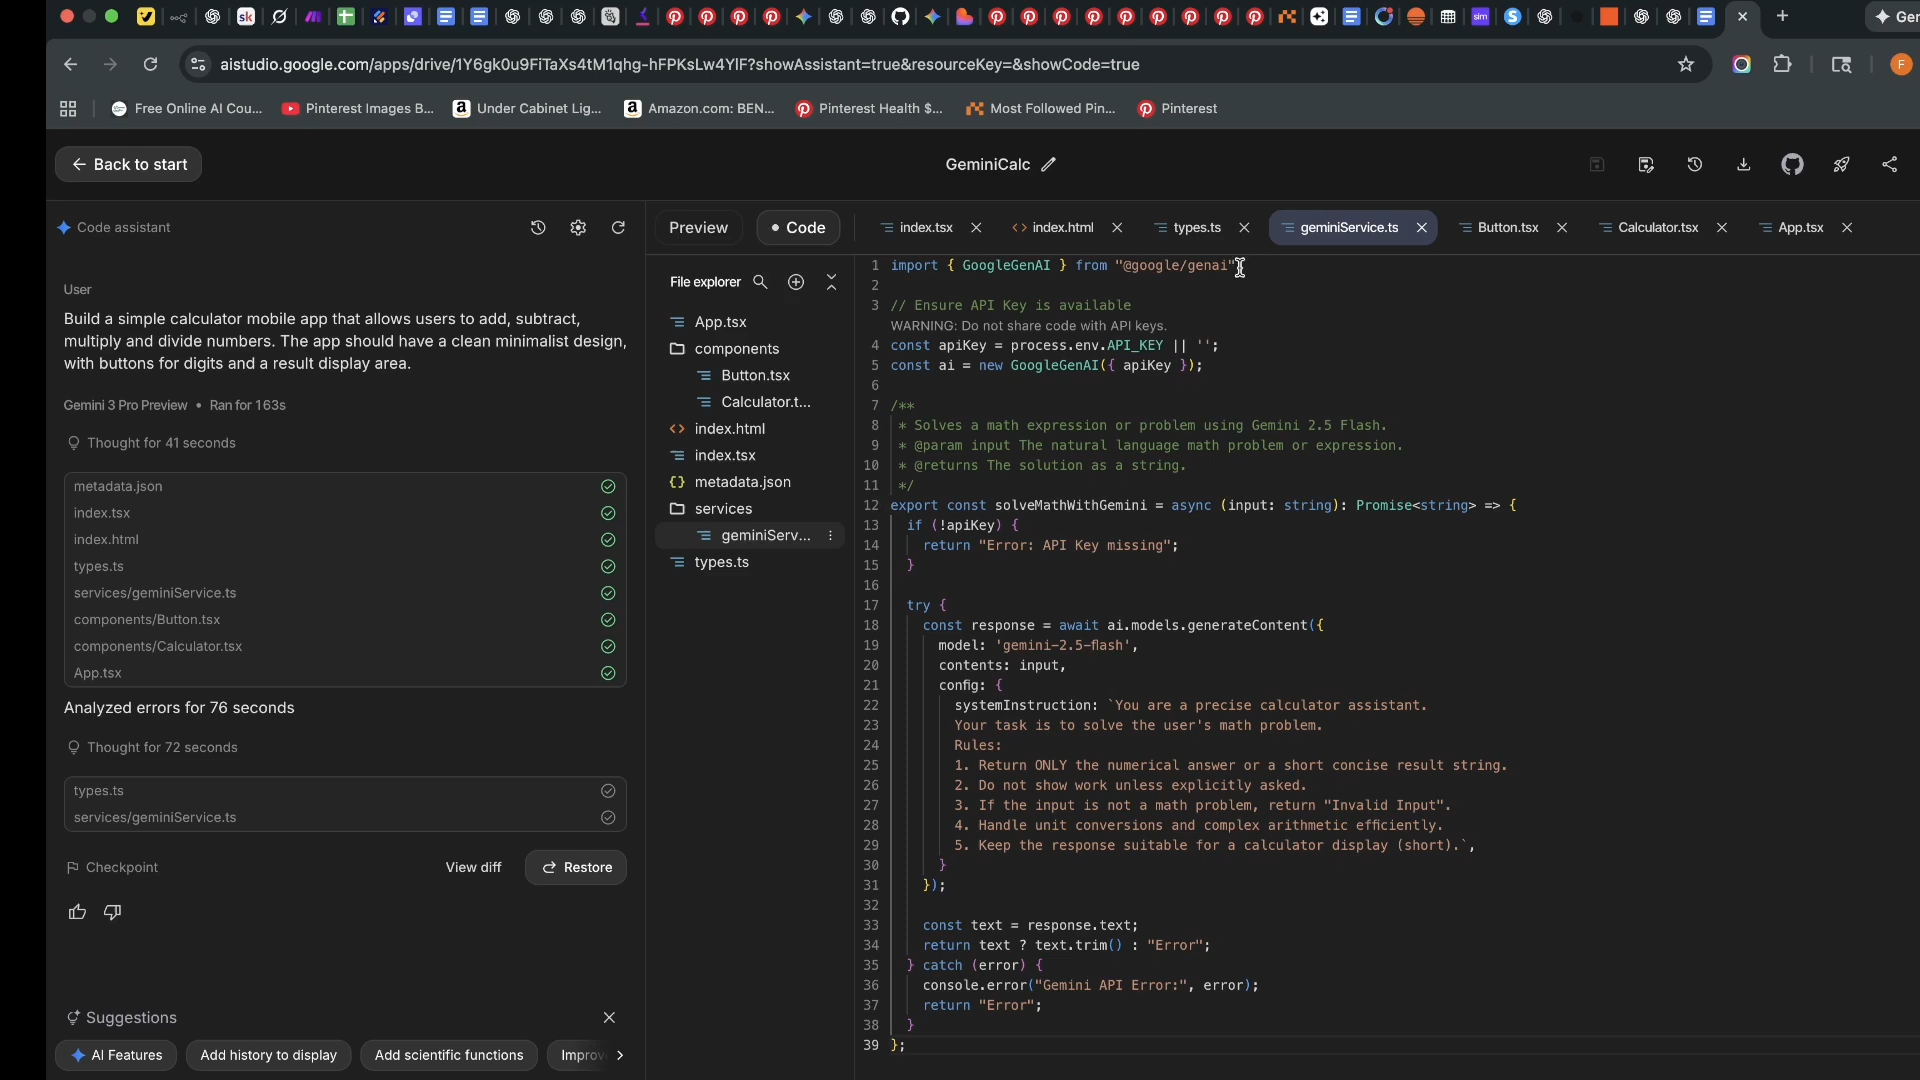 aistudio.google.com/apps/drive/1Y6gk0u9FiTaXs4tM1qhg-hFPKsLw4YlF?showAssistant=true&resourceKey=&showCode=true
Free Online AI Cou...
Pinterest Images B...
Under Cabinet Lig...
Amazon.com: BEN...
Pinterest Health $...
Most Followed Pin...
Pinterest
Back to start
GeminiCalc
Code assistant
User
Build a simple calculator mobile app that allows users to add, subtract,
multiply and divide numbers. The app should have a clean minimalist design,
with buttons for digits and a result display area.
Gemini 3 Pro Preview • Ran for 163s
Thought for 41 seconds
metadata.json
index.tsx
index.html
types.ts
services/geminiService.ts
components/Button.tsx
components/Calculator.tsx
App.tsx
Analyzed errors for 76 seconds
Thought for 72 seconds
types.ts
services/geminiService.ts
Checkpoint
View diff
Restore
Suggestions
AI Features
Add history to display
Add scientific functions
Improv
Preview
Code
index.tsx
index.html
types.ts
geminiService.ts
Button.tsx
Calculator.tsx
App.tsx
File explorer
App.tsx
components
Button.tsx
Calculator.t...
index.html
index.tsx
metadata.json
services
geminiServ...
types.ts
1 import { GoogleGenAI } from "@google/genai"
2
3 // Ensure API Key is available
WARNING: Do not share code with API keys.
4 const apiKey = process.env.API_KEY || '';
5 const ai = new GoogleGenAI({ apiKey });
6
7 /**
8 * Solves a math expression or problem using Gemini 2.5 Flash.
9 * @param input The natural language math problem or expression.
10 * @returns The solution as a string.
11 */
12 export const solveMathWithGemini = async (input: string): Promise<string> => {
13 if (!apiKey) {
14 return "Error: API Key missing";
15 }
16
17 try {
18 const response = await ai.models.generateContent({
19 model: 'gemini-2.5-flash',
20 contents: input,
21 config: {
22 systemInstruction: `You are a precise calculator assistant.
23 Your task is to solve the user's math problem.
24 Rules:
25 1. Return ONLY the numerical answer or a short concise result string.
26 2. Do not show work unless explicitly asked.
27 3. If the input is not a math problem, return "Invalid Input".
28 4. Handle unit conversions and complex arithmetic efficiently.
29 5. Keep the response suitable for a calculator display (short).`,
30 }
31 });
32
33 const text = response.text;
34 return text ? text.trim() : "Error";
35 } catch (error) {
36 console.error("Gemini API Error:", error);
37 return "Error";
38 }
39 };